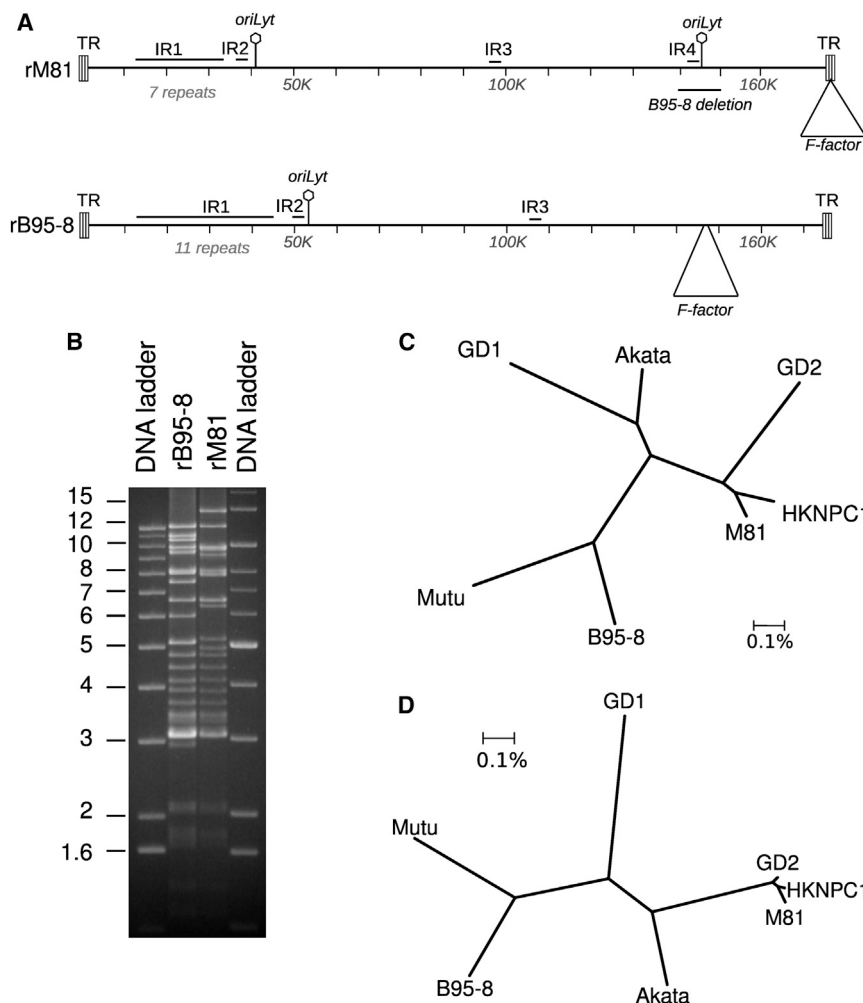 A
oriLyt
oriLyt
TR
IR1
IR2
IR3
IR4
TR
rM81
7 repeats
50K
100K
B95-8 deletion
160K
F-factor
oriLyt
TR
IR1
IR2
IR3
TR
rB95-8
11 repeats
50K
100K
160K
F-factor
B
DNA ladder
rB95-8
rM81
DNA ladder
15
12
10
8
7
6
5
4
3
2
1.6
C
GD1
Akata
GD2
HKNPC1
M81
Mutu
B95-8
0.1%
D
GD1
0.1%
Mutu
GD2
HKNPC1
M81
B95-8
Akata